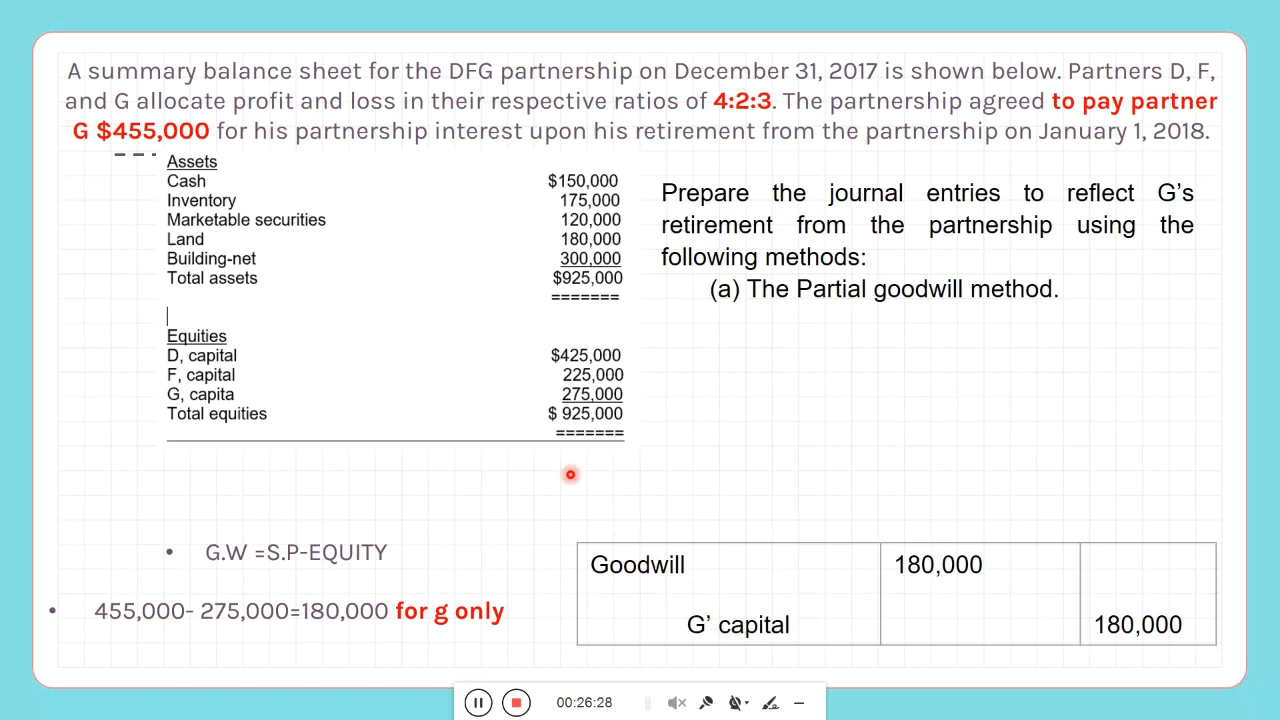 A summary balance sheet for the DFG partnership on December 31, 2017 is shown below. Partners D, F,
and G allocate profit and loss in their respective ratios of 4:2:3. The partnership agreed to pay partner
G $455,000 for his partnership interest upon his retirement from the partnership on January 1, 2018.
Assets
Cash $150,000
Inventory 175,000
Marketable securities 120,000
Land 180,000
Building-net 300,000
Total assets $925,000
=======
Equities
D, capital $425,000
F, capital 225,000
G, capita 275,000
Total equities $ 925,000
=======
Prepare the journal entries to reflect G's
retirement from the partnership using the
following methods:
(a) The Partial goodwill method.
• G.W =S.P-EQUITY
• 455,000- 275,000=180,000 for g only
Goodwill 180,000
G' capital 180,000
00:26:28